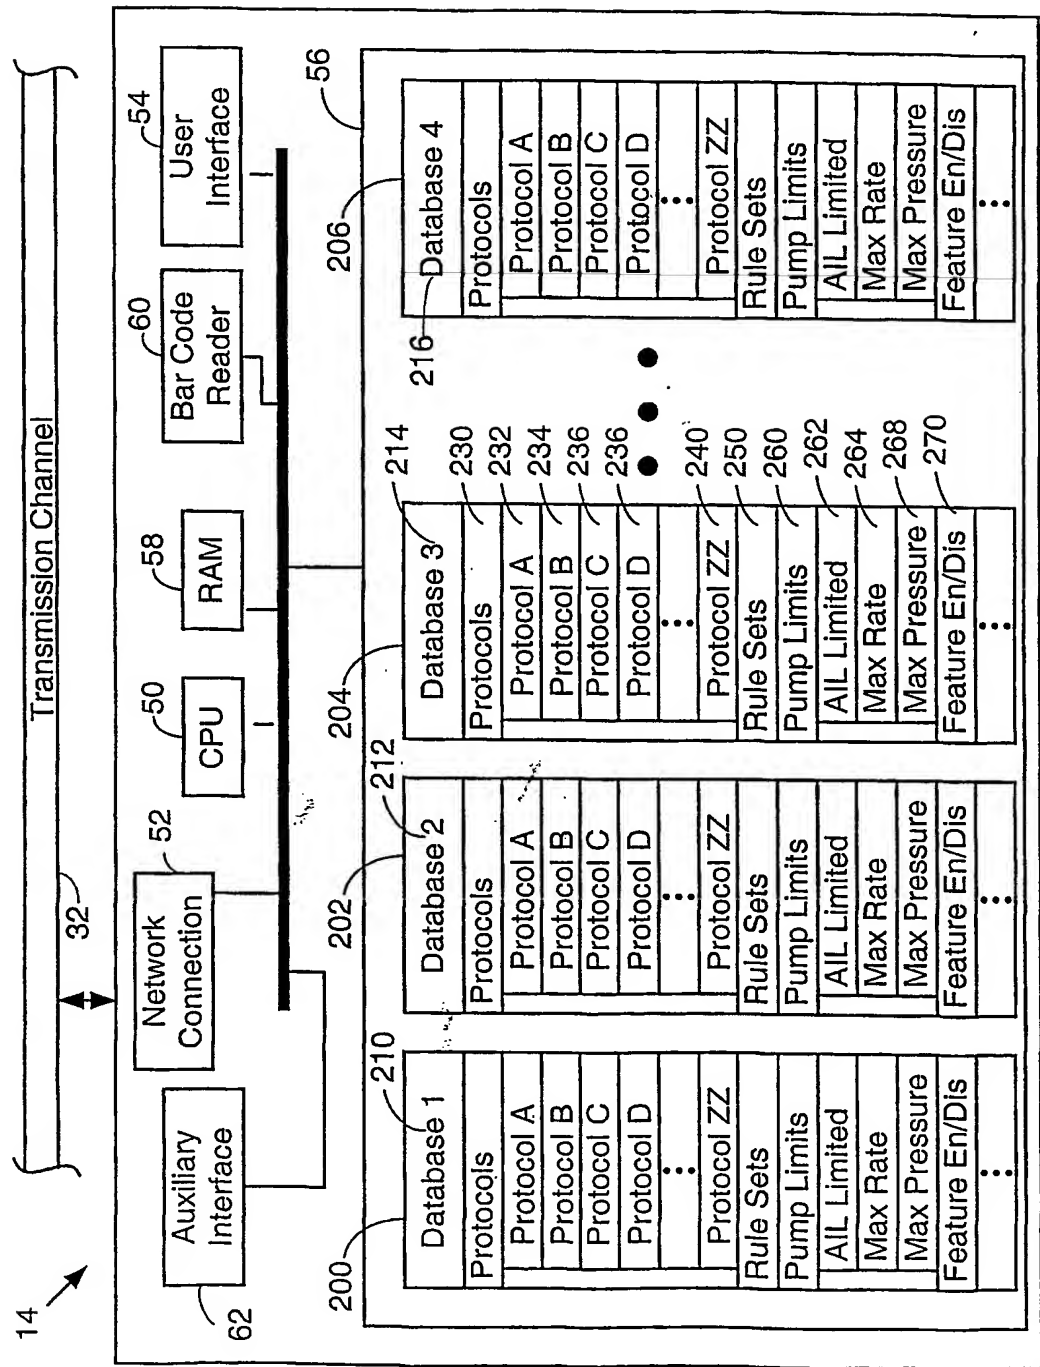 14
Transmission Channel
32
Auxiliary
Interface
62
Network
Connection
52
CPU
50
RAM
58
Bar Code
Reader
60
User
Interface
54
56
200
Database 1
210
Protocols
Protocol A
Protocol B
Protocol C
Protocol D
Protocol ZZ
Rule Sets
Pump Limits
AIL Limited
Max Rate
Max Pressure
Feature En/Dis
202
Database 2
212
Protocols
Protocol A
Protocol B
Protocol C
Protocol D
Protocol ZZ
Rule Sets
Pump Limits
AIL Limited
Max Rate
Max Pressure
Feature En/Dis
204
Database 3
214
Protocols
230
Protocol A
232
Protocol B
234
Protocol C
236
Protocol D
236
Protocol ZZ
240
Rule Sets
250
Pump Limits
260
AIL Limited
262
Max Rate
264
Max Pressure
268
Feature En/Dis
270
206
Database 4
216
Protocols
Protocol A
Protocol B
Protocol C
Protocol D
Protocol ZZ
Rule Sets
Pump Limits
AIL Limited
Max Rate
Max Pressure
Feature En/Dis